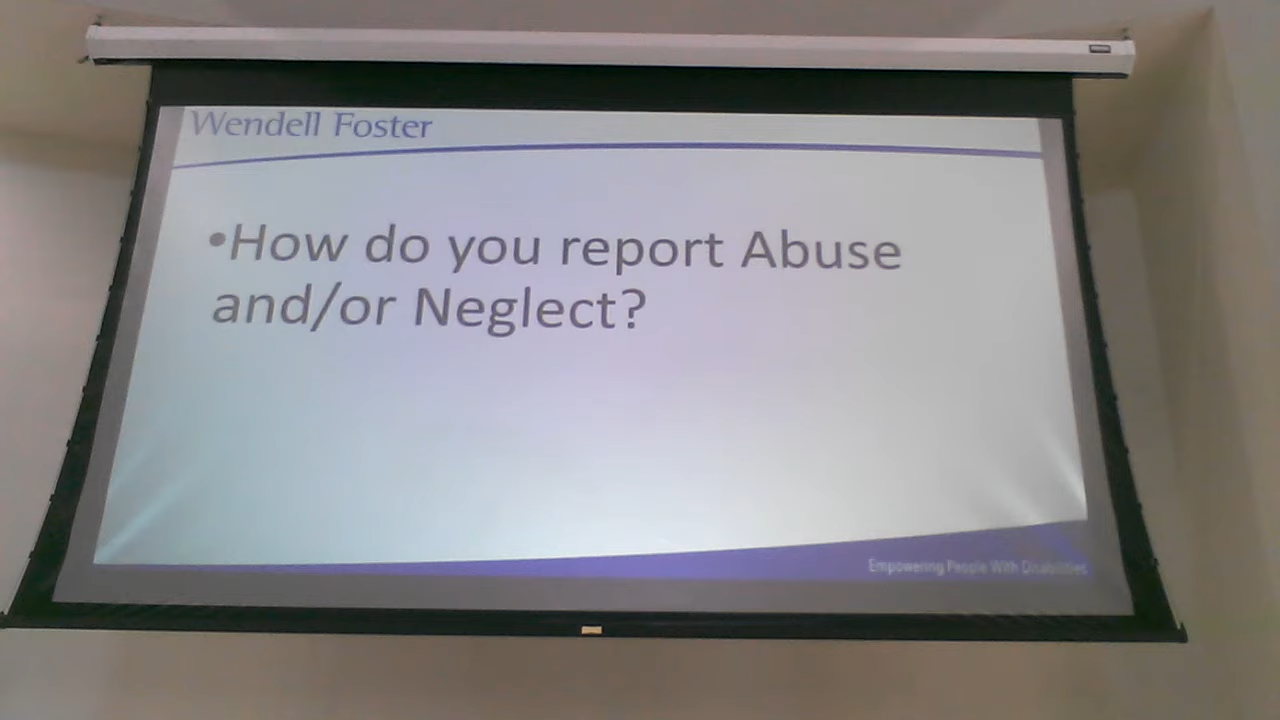 Wendell Foster
•How do you report Abuse
and/or Neglect?
Empowering People With Disabilities